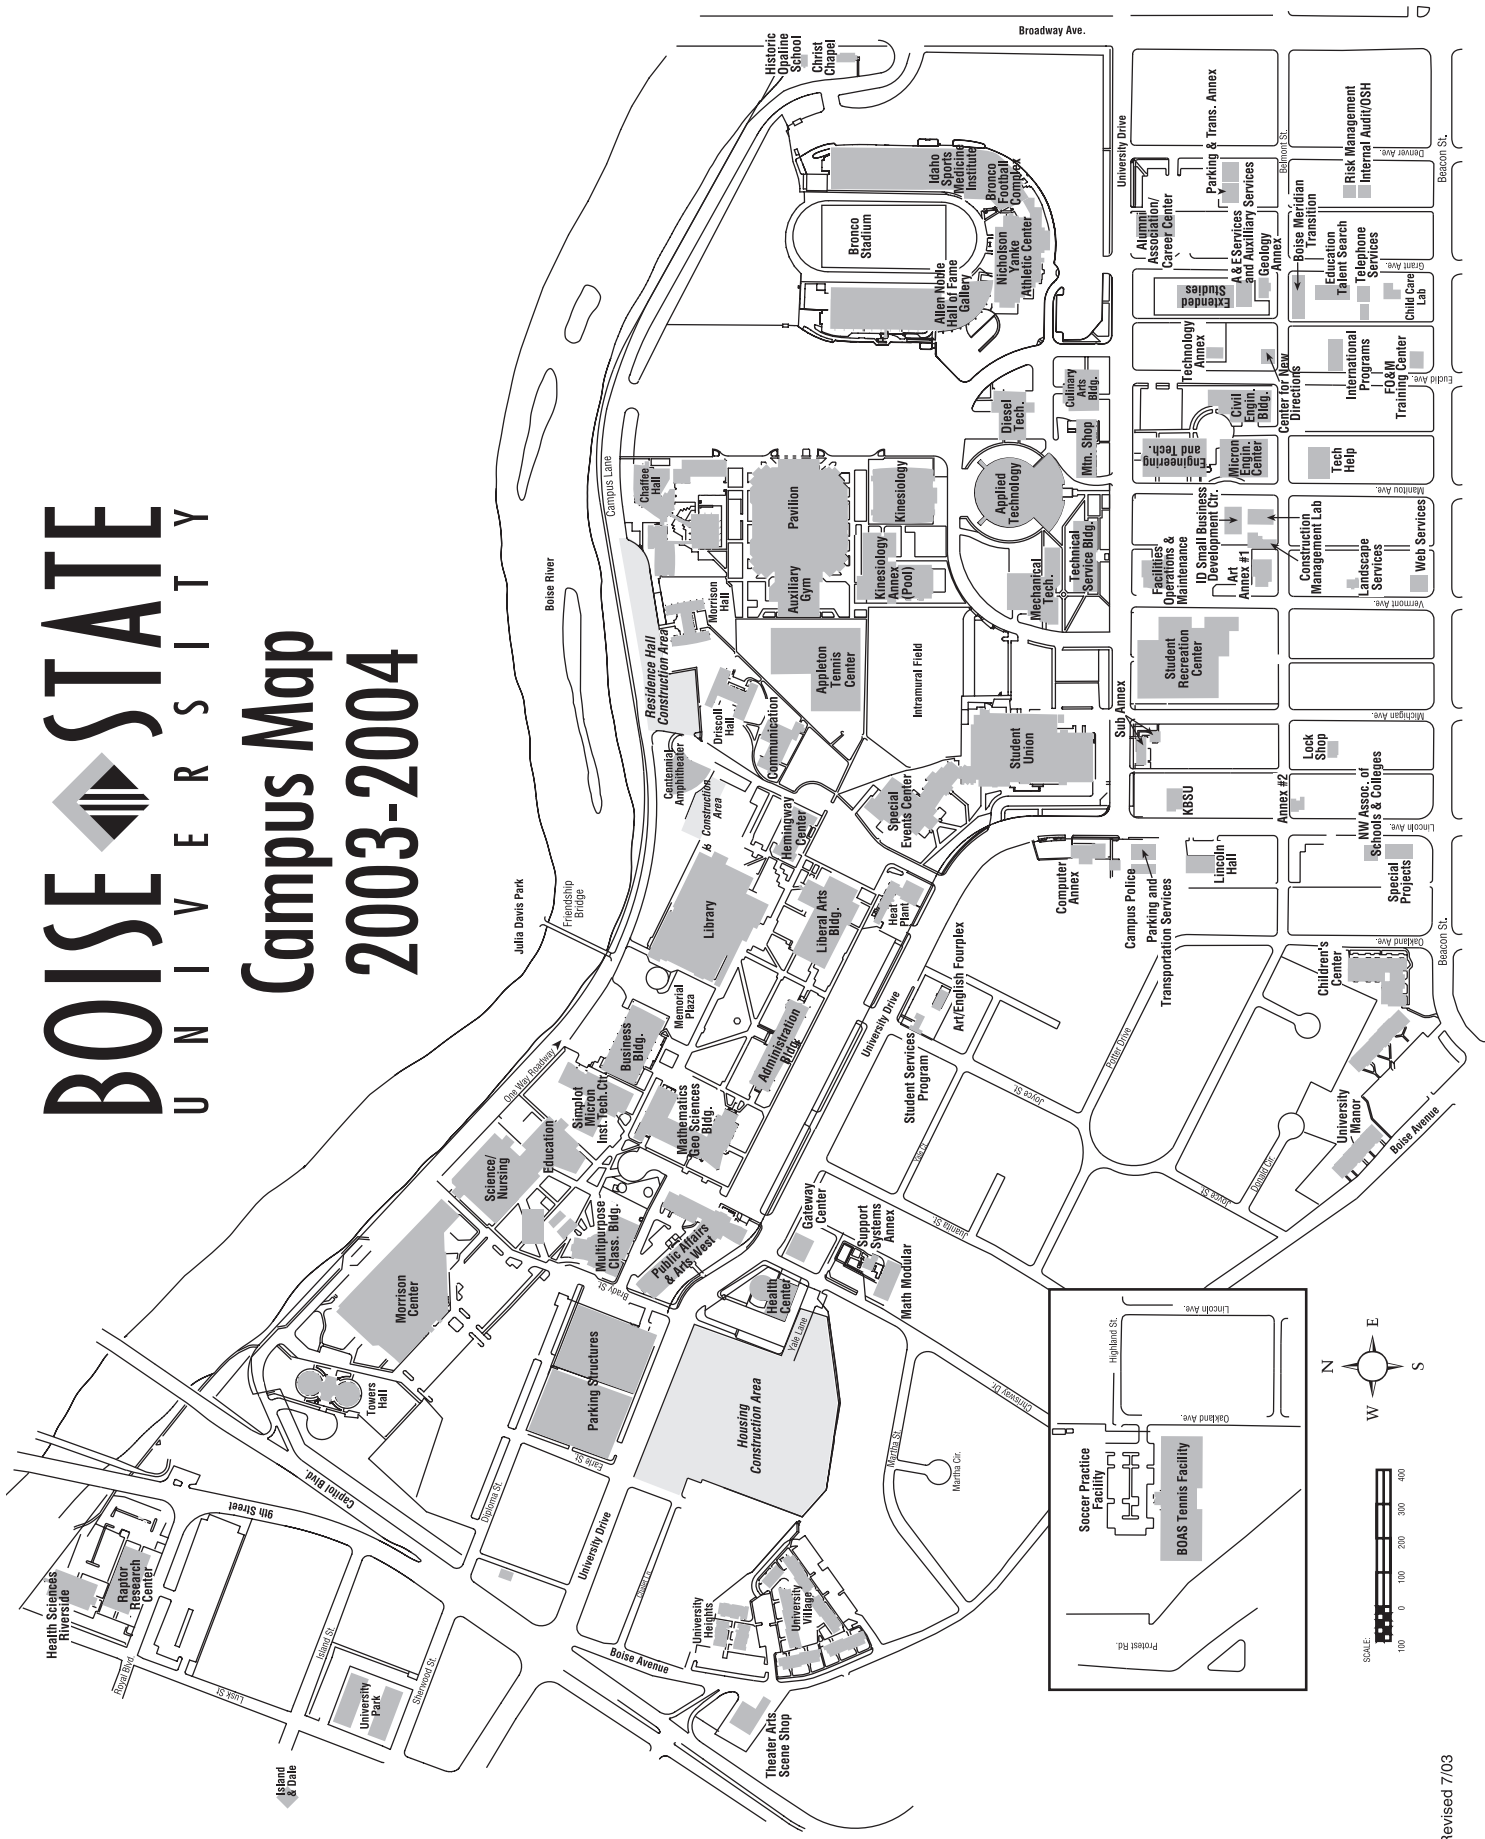 BOISE STATE
UNIVERSITY
Campus Map
2003-2004
Broadway Ave.
Historic
Opaline
School
Christ
Chapel
Idaho
Sports
Medicine
Institute
Bronco
Football
Complex
Bronco
Stadium
Nicholson
Yanke
Athletic Center
Allen Noble
Hall of Fame
Gallery
University Drive
Parking & Trans. Annex
Belmont St.
Denver Ave.
Risk Management
Internal Audit/OSH
Beacon St.
Alumni
Association/
Career Center
A & E Services
and Auxilliary Services
Geology
Annex
Extended
Studies
Boise Meridian
Transition
Education
Talent Search
Telephone
Services
Grant Ave
Child Care
Lab
Technology
Annex
Center for New
Directions
International
Programs
FO&M
Training Center
Euclid Ave.
Culinary
Arts
Bldg.
Diesel
Tech.
Mtn. Shop
Civil
Engin.
Bldg.
Engineering
and Tech.
Micron
Engin.
Center
Tech
Help
Manitou Ave.
Applied
Technology
Technical
Service Bldg.
Mechanical
Tech.
Facilities
Operations &
Maintenance
ID Small Business
Development Ctr.
Art
Annex #1
Construction
Management Lab
Landscape
Services
Web Services
Vermont Ave.
Campus Lane
Chaffee
Hall
Pavilion
Auxiliary
Gym
Kinesiology
Kinesiology
Annex
(Pool)
Morrison
Hall
Boise River
Residence Hall
Construction Area
Driscoll
Hall
Communication
Appleton
Tennis
Center
Intramural Field
Student
Recreation
Center
Michigan Ave.
Sub Annex
Student
Union
Special
Events Center
Lock
Shop
KBSU
Annex #2
NW Assoc. of
Schools & Colleges
Lincoln Ave.
Centennial
Amphitheater
Construction
Area
Hemingway
Center
Library
Liberal Arts
Bldg.
Heat
Plant
Computer
Annex
Campus Police
Parking and
Transportation Services
Lincoln
Hall
Special
Projects
Oakland Ave.
Beacon St.
Julia Davis Park
Friendship
Bridge
Memorial
Plaza
Administration
Bldg.
University Drive
Art/English Fourplex
Student Services
Program
Children's
Center
Potter Drive
Joyce St.
Yale Ct.
University
Manor
Boise Avenue
Donald Cir.
Joyce St.
Juanita St.
One Way Roadway
Business
Bldg.
Simplot
Micron
Inst. Tech. Ctr.
Mathematics
Geo Sciences
Bldg.
Education
Science/
Nursing
Multipurpose
Class. Bldg.
Public Affairs
& Arts West
Gateway
Center
Support
Systems
Annex
Math Modular
Health
Center
Yale Lane
Brady St.
Morrison
Center
Parking Structures
Towers
Hall
Housing
Construction Area
Earle St.
Diploma St.
University Drive
Chrisway Dr.
Martha St.
Martha Cir.
Capitol Blvd.
9th Street
Health Sciences
Riverside
Raptor
Research
Center
Royal Blvd.
Lusk St
Island St.
Sherwood St.
University
Park
Island
& Dale
Boise Avenue
University
Heights
University
Village
Theater Arts
Scene Shop
Highland St.
Lincoln Ave.
Oakland Ave.
Soccer Practice
Facility
BOAS Tennis Facility
Protest Rd.
N
E
S
W
SCALE:
100 0 100 200 300 400
Revised 7/03